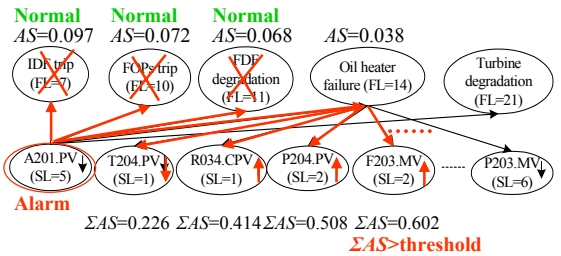 Normal Normal Normal
AS=0.097 AS=0.072 AS=0.068 AS=0.038
IDF trip
(FL=7)
FOPs trip
(FL=10)
FDF
degradation
(FL=11)
Oil heater
failure (FL=14)
Turbine
degradation
(FL=21)
A201.PV
(SL=5)
T204.PV
(SL=1)
R034.CPV
(SL=1)
P204.PV
(SL=2)
F203.MV
(SL=2)
P203.MV
(SL=6)
Alarm
ΣAS=0.226 ΣAS=0.414 ΣAS=0.508 ΣAS=0.602
ΣAS>threshold